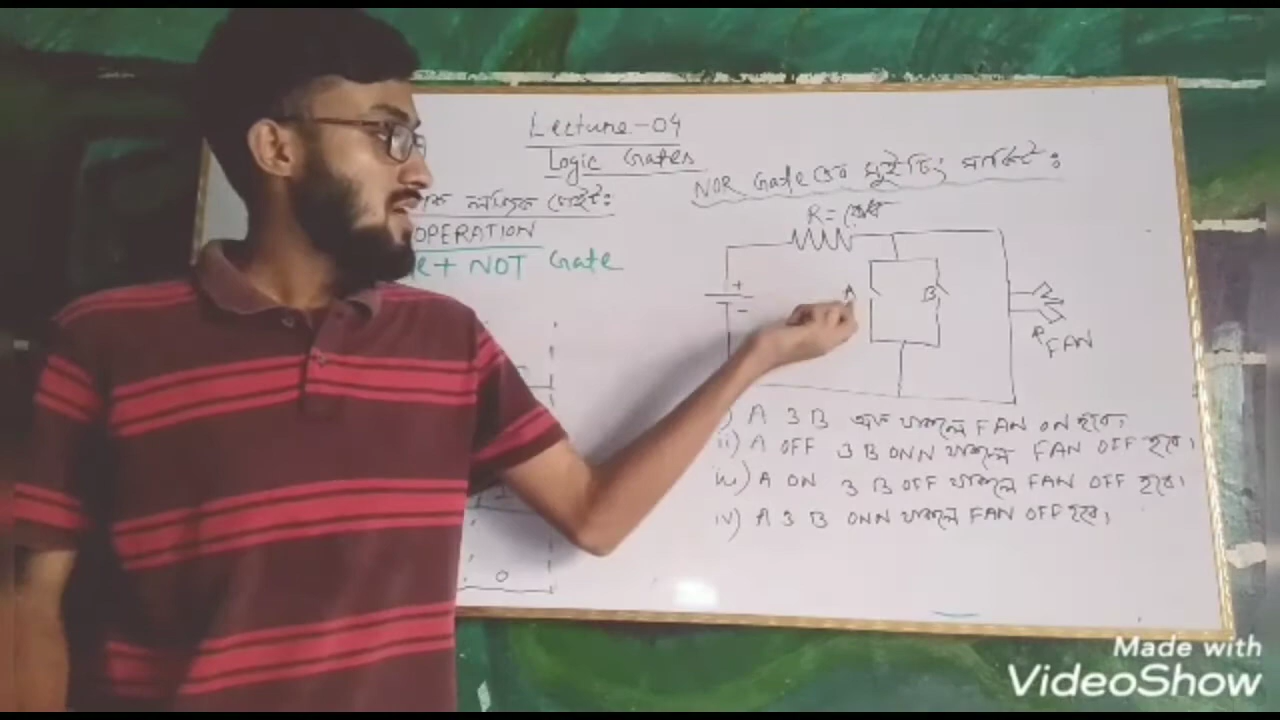 Lecture-04
Logic Gates
লজিক গেইট:
OPERATION
+ NOT Gate
NOR Gate এর সুইচিং সার্কিট:
R =
+
-
A
B
FAN
i) A ও B অফ থাকলে FAN ON হবে।
ii) A OFF ও B ONN থাকলে FAN OFF হবে।
iii) A ON ও B OFF থাকলে FAN OFF হবে।
iv) A ও B ONN থাকলে FAN OFF হবে।
0
Made with
VideoShow